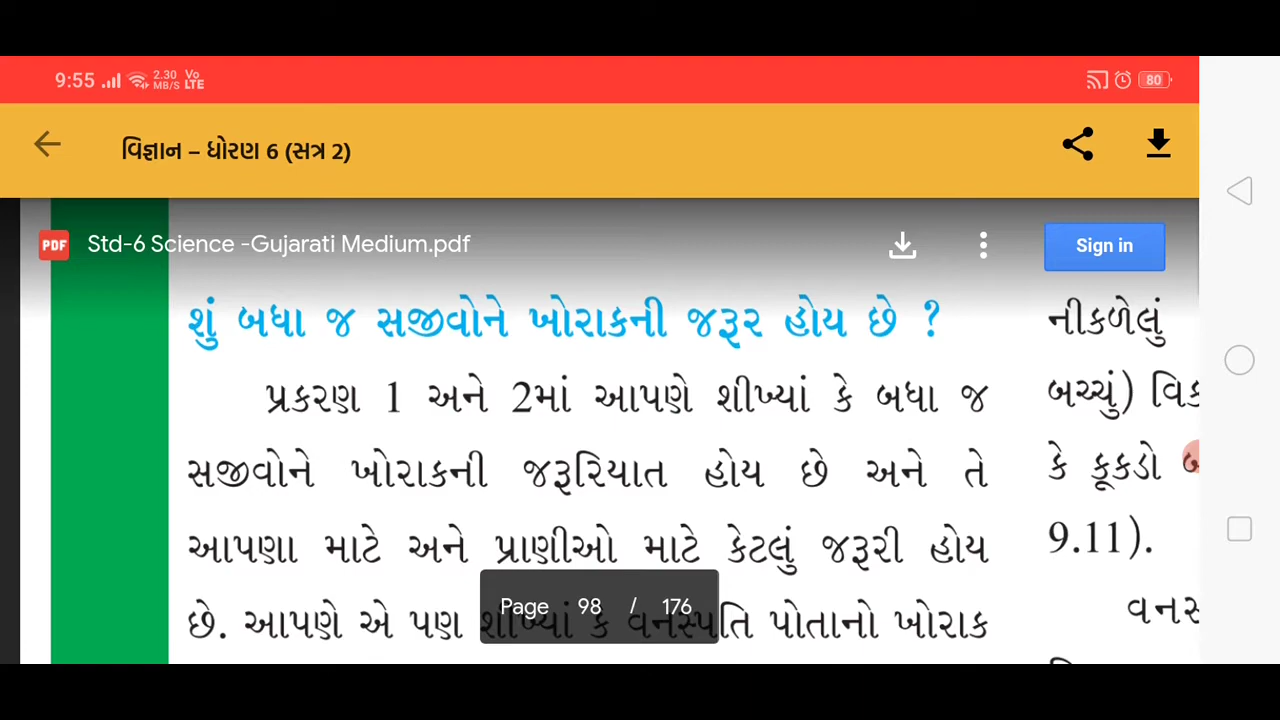 9:55 2.30 MB/S Vo LTE 80
વિજ્ઞાન – ધોરણ 6 (સત્ર 2)
PDF Std-6 Science -Gujarati Medium.pdf Sign in
શું બધા જ સજીવોને ખોરાકની જરૂર હોય છે ?
પ્રકરણ 1 અને 2માં આપણે શીખ્યાં કે બધા જ
સજીવોને ખોરાકની જરૂરિયાત હોય છે અને તે
આપણા માટે અને પ્રાણીઓ માટે કેટલું જરૂરી હોય
છે. આપણે એ પણ શીખ્યાં કે વનસ્પતિ પોતાનો ખોરાક
Page 98 / 176
નીકળેલું
બચ્ચું)
કે કૂકડો
9.11).